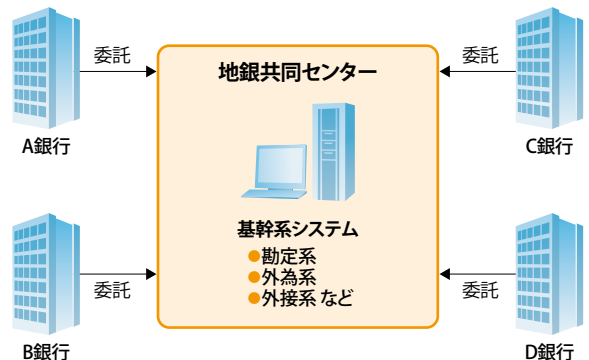 委託
地銀共同センター
委託
A銀行
C銀行
基幹系システム
●勘定系
●外為系
●外接系 など
委託
委託
B銀行
D銀行